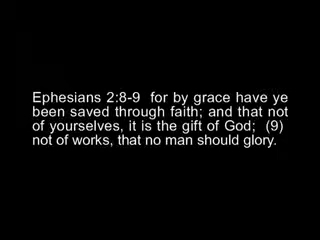 Ephesians 2:8-9  for by grace have ye
been saved through faith; and that not
of yourselves, it is the gift of God;  (9)
not of works, that no man should glory.